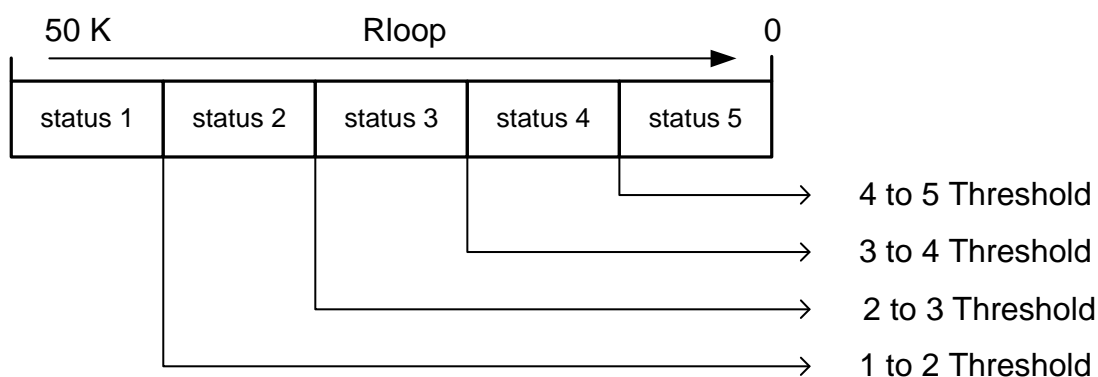 50 K Rloop 0
status 1 status 2 status 3 status 4 status 5
4 to 5 Threshold
3 to 4 Threshold
2 to 3 Threshold
1 to 2 Threshold